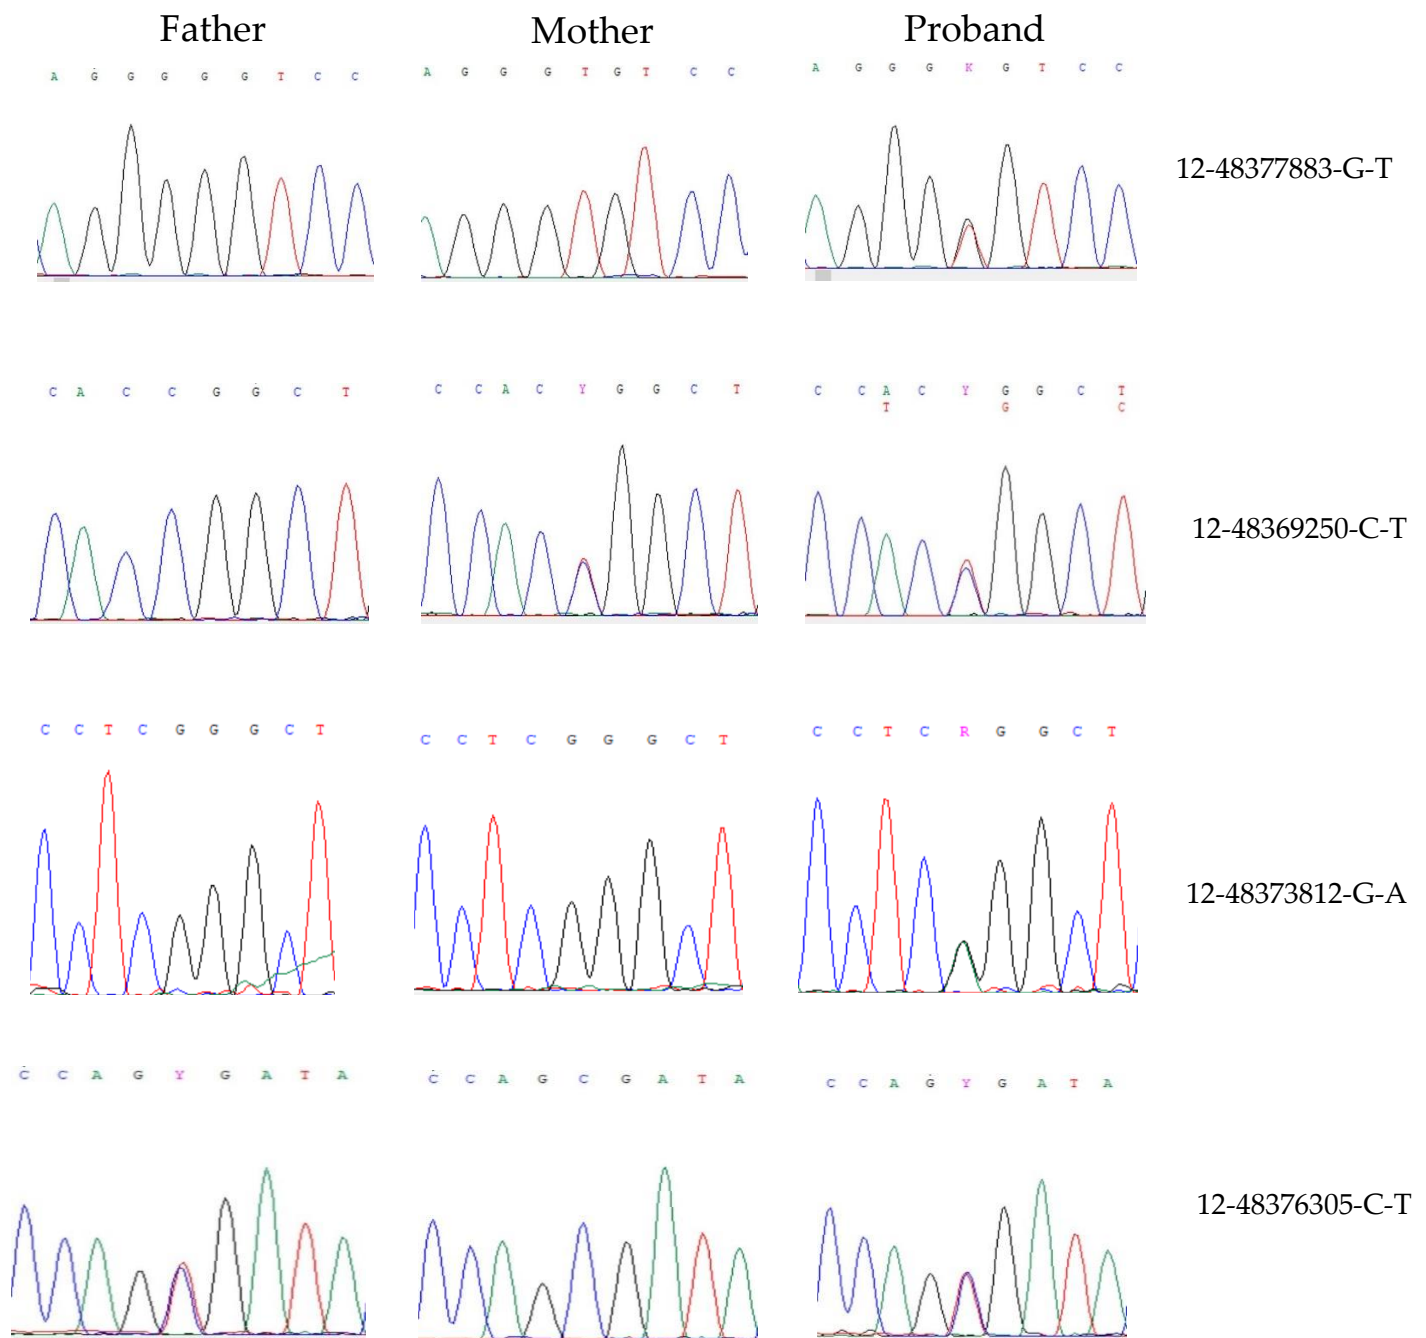 Father Mother Proband
A G G G G G T C C
A G G G T G T C C
A G G G K G T C C
12-48377883-G-T
C A C C G G C T
C C A C Y G G C T
C C A C Y G G C T
T G C
12-48369250-C-T
C C T C G G G C T
C C T C G G G C T
C C T C R G G C T
12-48373812-G-A
C C A G Y G A T A
C C A G C G A T A
C C A G Y G A T A
12-48376305-C-T